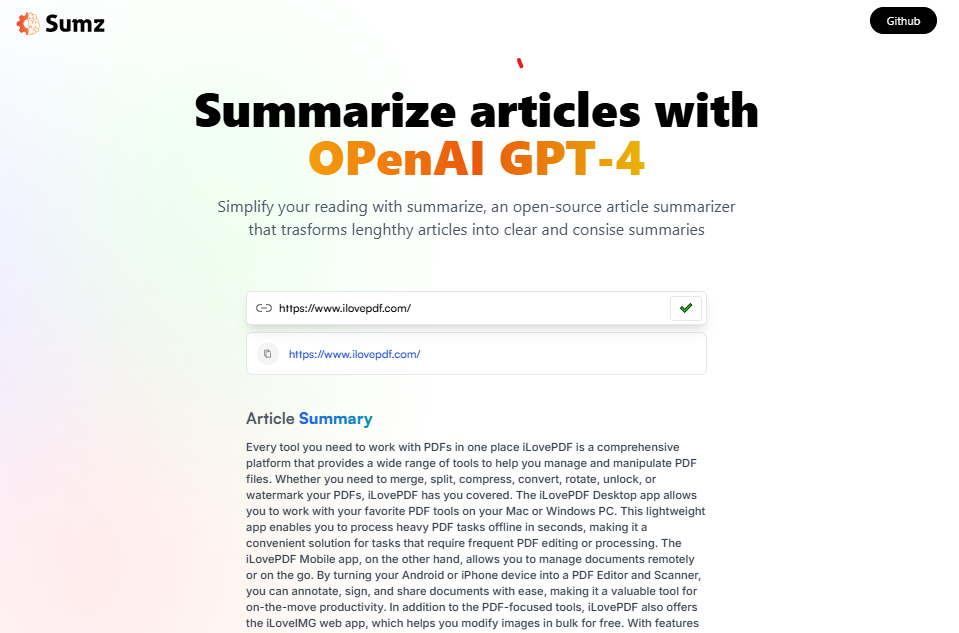 Sumz
Github
Summarize articles with
OPenAI GPT-4
Simplify your reading with summarize, an open-source article summarizer
that trasforms lenghthy articles into clear and consise summaries
https://www.ilovepdf.com/
https://www.ilovepdf.com/
Article Summary
Every tool you need to work with PDFs in one place iLovePDF is a comprehensive
platform that provides a wide range of tools to help you manage and manipulate PDF
files. Whether you need to merge, split, compress, convert, rotate, unlock, or
watermark your PDFs, iLovePDF has you covered. The iLovePDF Desktop app allows
you to work with your favorite PDF tools on your Mac or Windows PC. This lightweight
app enables you to process heavy PDF tasks offline in seconds, making it a
convenient solution for tasks that require frequent PDF editing or processing. The
iLovePDF Mobile app, on the other hand, allows you to manage documents remotely
or on the go. By turning your Android or iPhone device into a PDF Editor and Scanner,
you can annotate, sign, and share documents with ease, making it a valuable tool for
on-the-move productivity. In addition to the PDF-focused tools, iLovePDF also offers
the iLoveIMG web app, which helps you modify images in bulk for free. With features